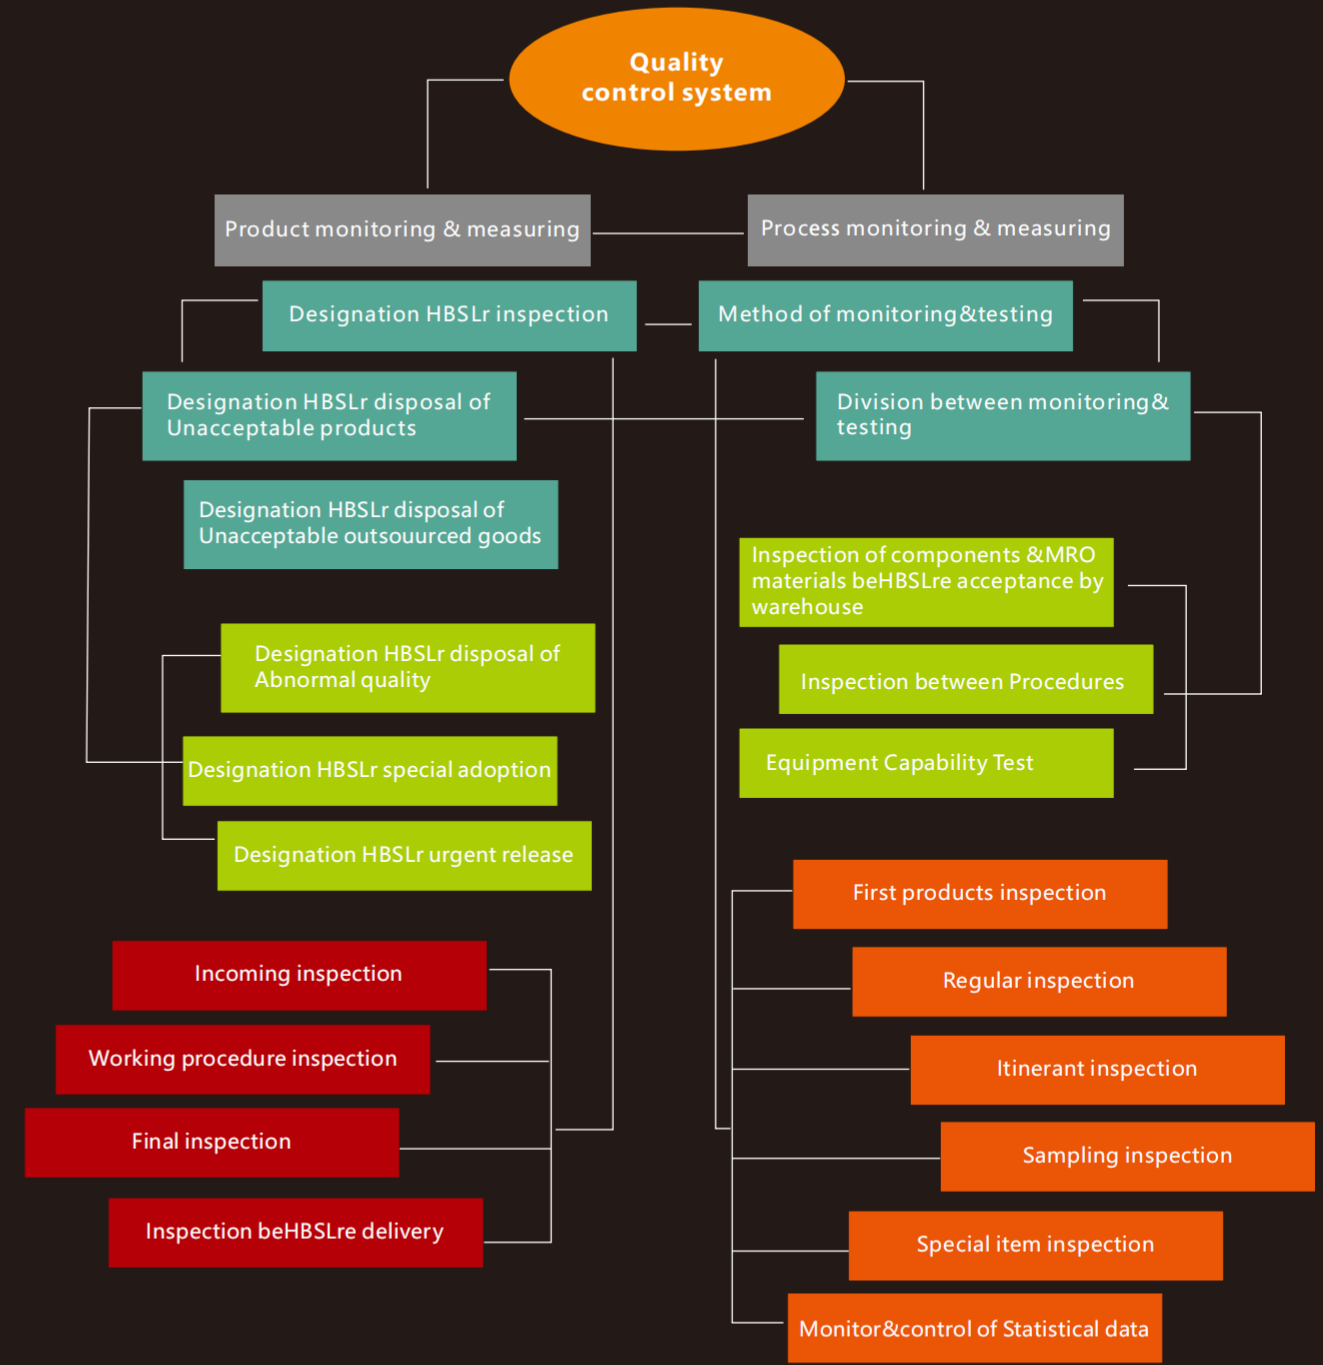 Quality
control system
Product monitoring & measuring
Process monitoring & measuring
Designation HBSLr inspection
Method of monitoring&testing
Designation HBSLr disposal of
Unacceptable products
Division between monitoring&
testing
Designation HBSLr disposal of
Unacceptable outsouurced goods
Inspection of components &MRO
materials beHBSLre acceptance by
warehouse
Designation HBSLr disposal of
Abnormal quality
Inspection between Procedures
Designation HBSLr special adoption
Equipment Capability Test
Designation HBSLr urgent release
First products inspection
Incoming inspection
Regular inspection
Working procedure inspection
Itinerant inspection
Final inspection
Sampling inspection
Inspection beHBSLre delivery
Special item inspection
Monitor&control of Statistical data